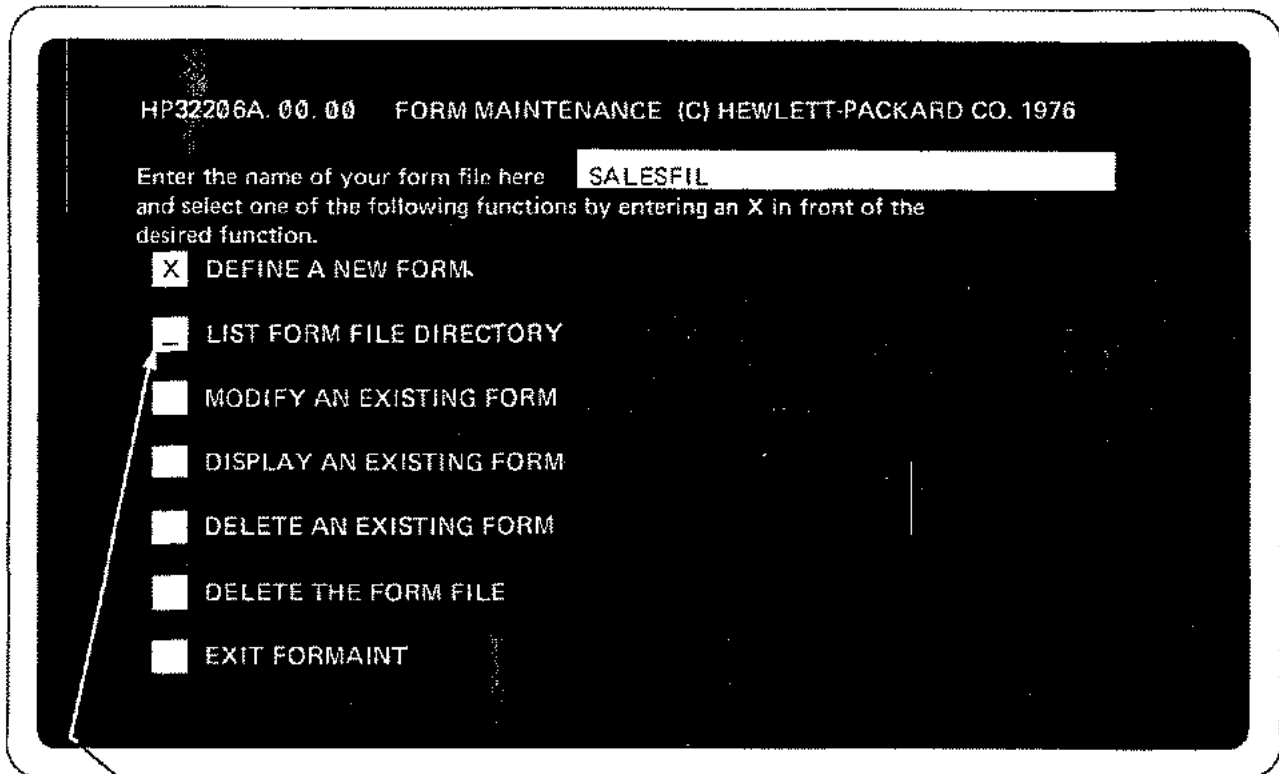 HP32206A. 00. 00 FORM MAINTENANCE (C) HEWLETT-PACKARD CO. 1976
Enter the name of your form file here SALESFIL
and select one of the following functions by entering an X in front of the
desired function.
X DEFINE A NEW FORM.
_ LIST FORM FILE DIRECTORY
MODIFY AN EXISTING FORM
DISPLAY AN EXISTING FORM
DELETE AN EXISTING FORM
DELETE THE FORM FILE
EXIT FORMAINT